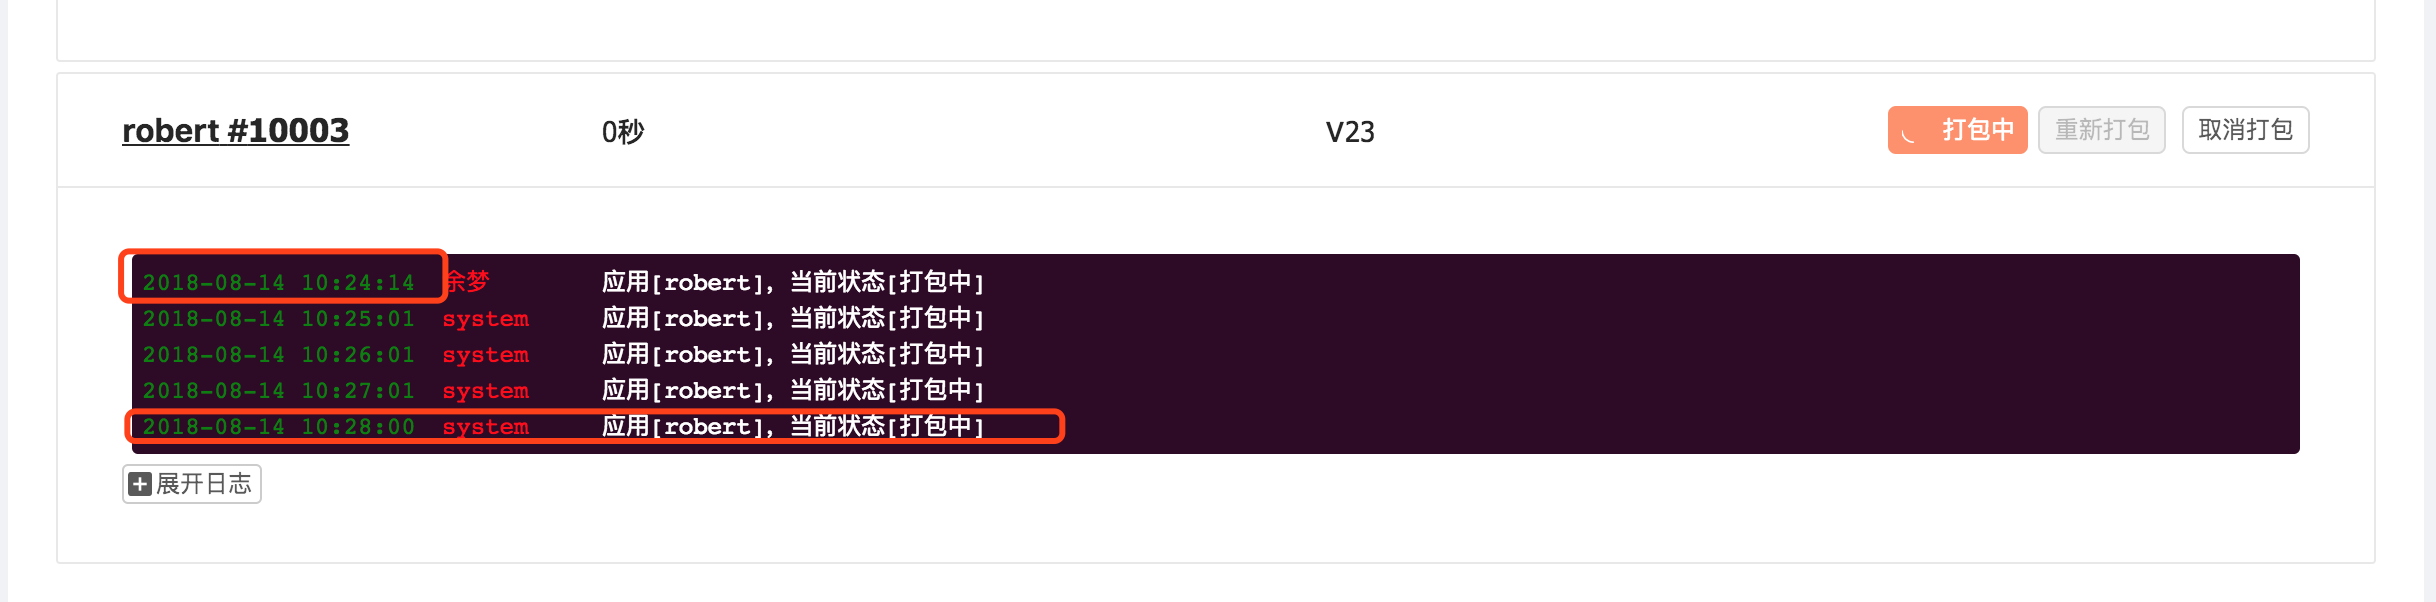 robert #10003 0秒 V23 打包中 重新打包 取消打包
2018-08-14 10:24:14 余梦 应用[robert], 当前状态[打包中]
2018-08-14 10:25:01 system 应用[robert], 当前状态[打包中]
2018-08-14 10:26:01 system 应用[robert], 当前状态[打包中]
2018-08-14 10:27:01 system 应用[robert], 当前状态[打包中]
2018-08-14 10:28:00 system 应用[robert], 当前状态[打包中]
展开日志